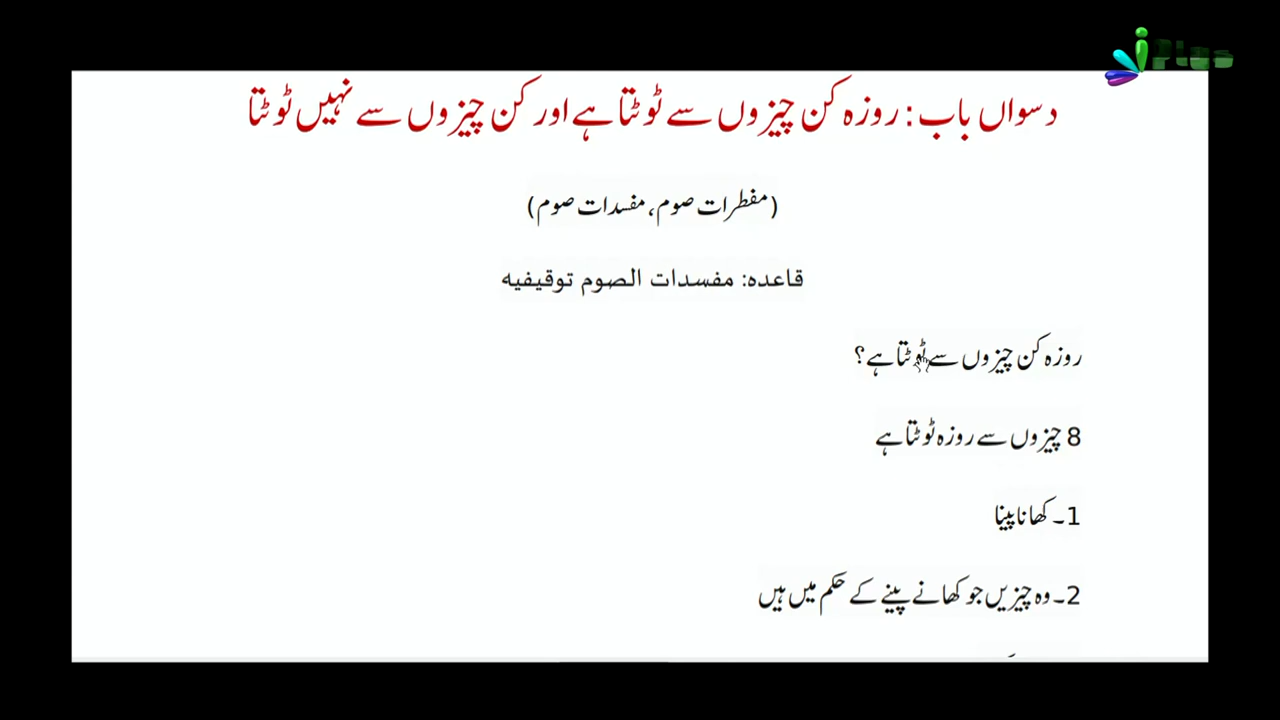 iPlus
دسواں باب: روزہ کن چیزوں سے ٹوٹتا ہے اور کن چیزوں سے نہیں ٹوٹتا
(مفطرات صوم، مفسدات صوم)
قاعدہ: مفسدات الصوم توقیفیہ
روزہ کن چیزوں سے ٹوٹتا ہے؟
8 چیزوں سے روزہ ٹوٹتا ہے
1۔ کھانا پینا
2۔ وہ چیزیں جو کھانے پینے کے حکم میں ہیں